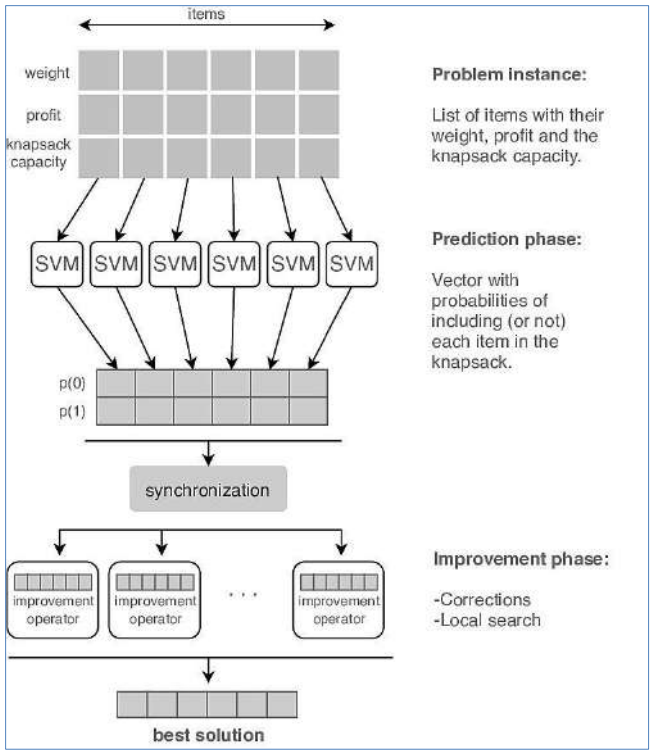 items
weight
profit
knapsack
capacity
Problem instance:
List of items with their
weight, profit and the
knapsack capacity.
SVM SVM SVM SVM SVM SVM
Prediction phase:
Vector with
probabilities of
including (or not)
each item in the
knapsack.
p(0)
p(1)
synchronization
improvement
operator
improvement
operator
. . .
improvement
operator
Improvement phase:
-Corrections
-Local search
best solution